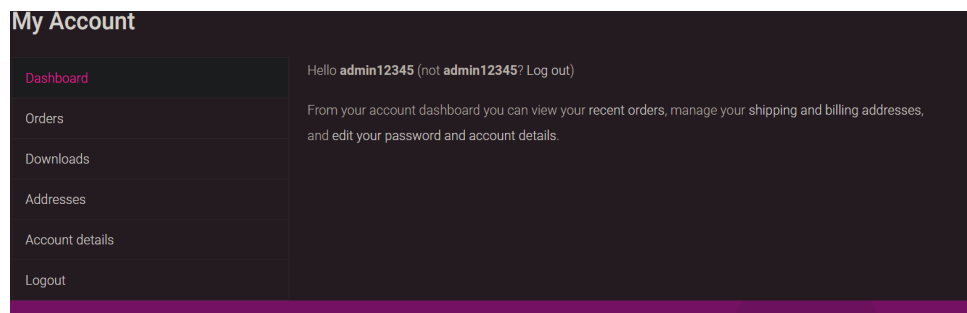 My Account
Dashboard
Orders
Downloads
Addresses
Account details
Logout
Hello admin12345 (not admin12345? Log out)
From your account dashboard you can view your recent orders, manage your shipping and billing addresses,
and edit your password and account details.